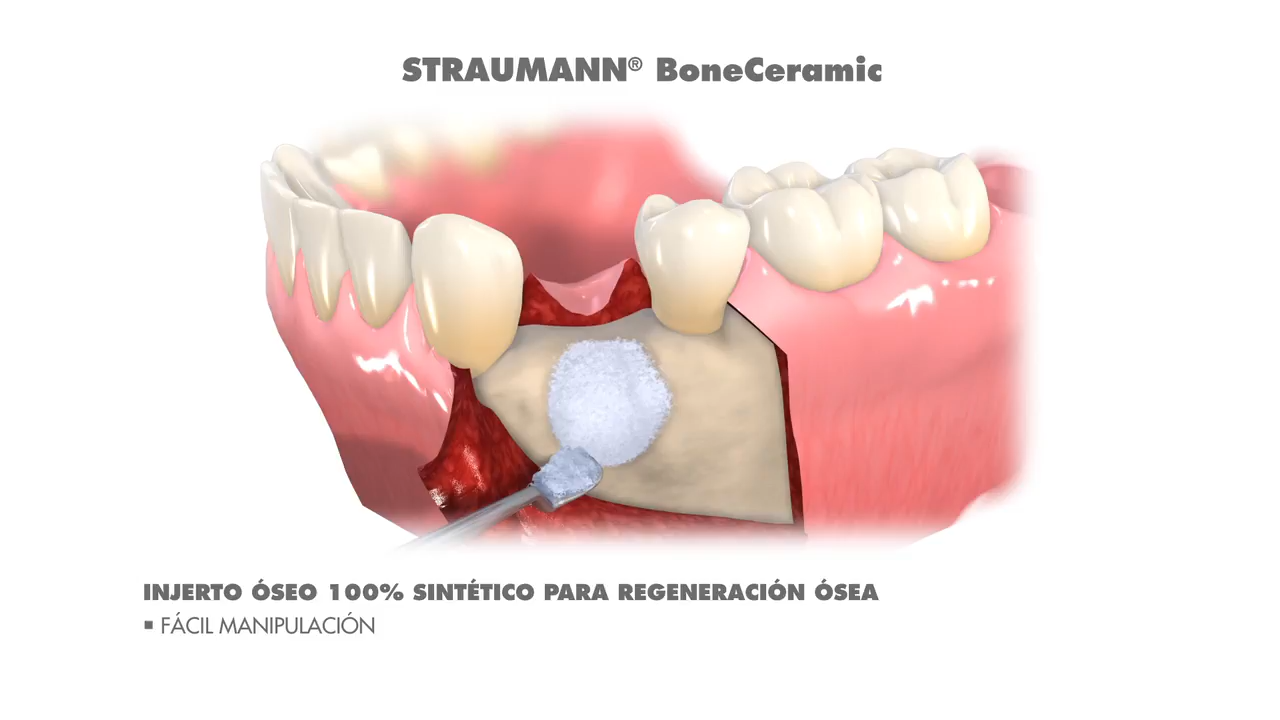 STRAUMANN® BoneCeramic
INJERTO ÓSEO 100% SINTÉTICO PARA REGENERACIÓN ÓSEA
▪ FÁCIL MANIPULACIÓN